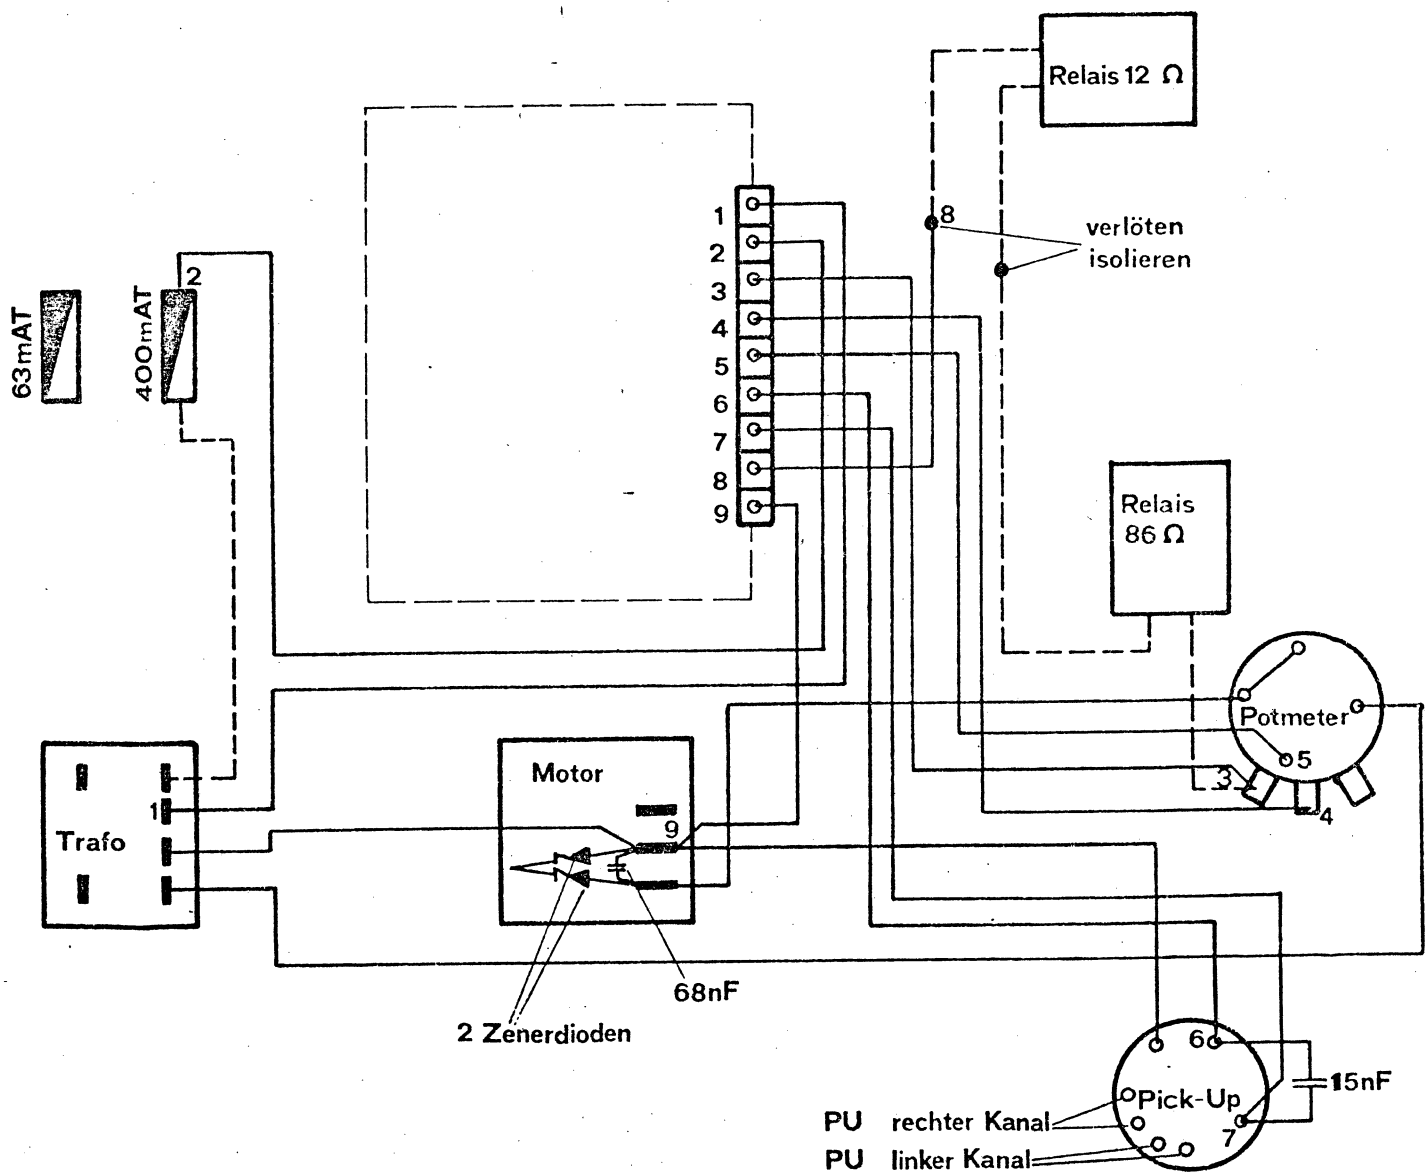 Relais 12 Ω
8
verlöten
isolieren
1
2
3
4
5
6
7
8
9
2
63mAT
400mAT
Relais
86 Ω
Potmeter
5
3
4
Motor
9
1
Trafo
68nF
2 Zenerdioden
6
15nF
Pick-Up
7
PU rechter Kanal
PU linker Kanal